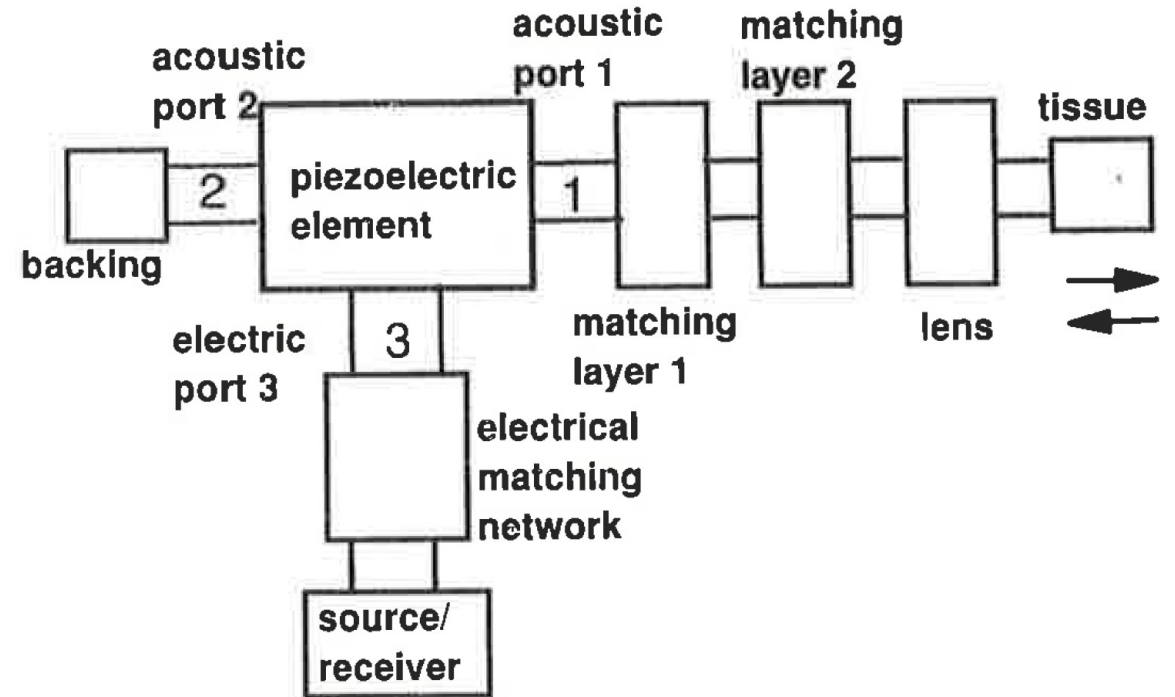 acoustic
port 2
acoustic
port 1
matching
layer 2
tissue
piezoelectric
element
2
1
backing
electric
port 3
3
matching
layer 1
lens
electrical
matching
network
source/
receiver